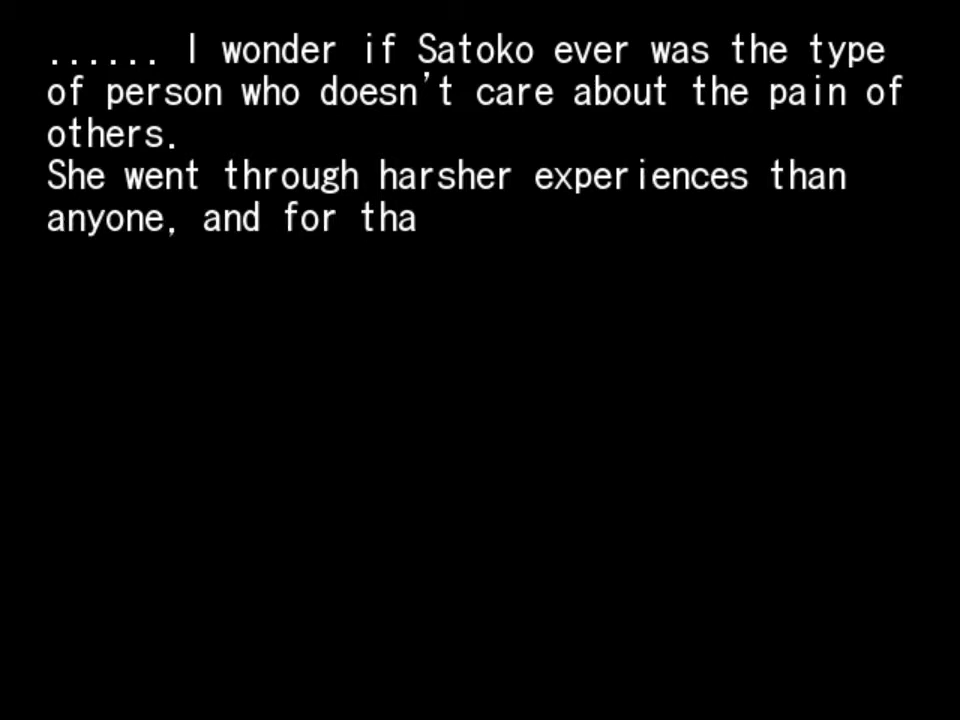 ...... I wonder if Satoko ever was the type
of person who doesn't care about the pain of
others.
She went through harsher experiences than
anyone, and for tha